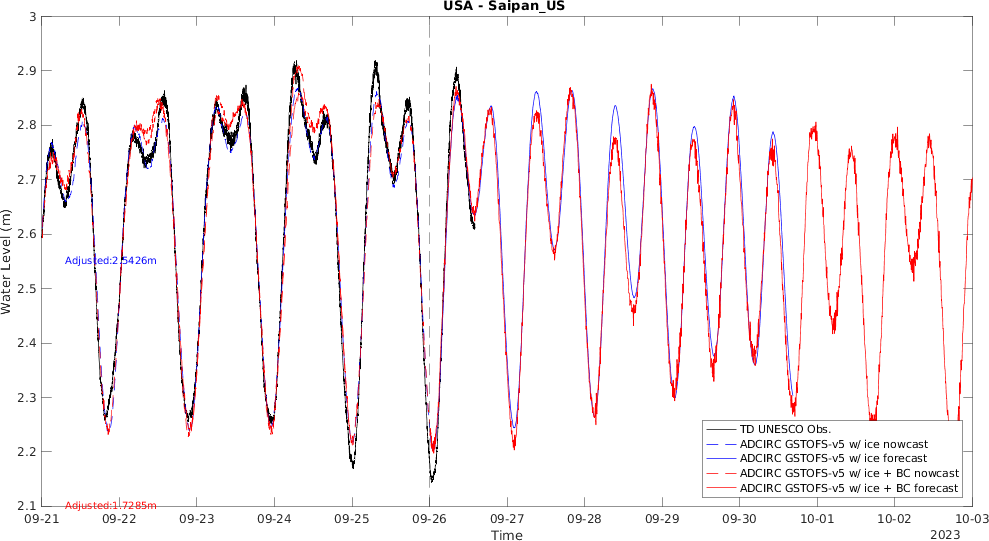 USA - Saipan_US
3
2.9
2.8
2.7
2.6
2.5
2.4
2.3
2.2
2.1
Water Level (m)
Adjusted:2.5426m
Adjusted:1.7285m
TD UNESCO Obs.
ADCIRC GSTOFS-v5 w/ ice nowcast
ADCIRC GSTOFS-v5 w/ ice forecast
ADCIRC GSTOFS-v5 w/ ice + BC nowcast
ADCIRC GSTOFS-v5 w/ ice + BC forecast
09-21 09-22 09-23 09-24 09-25 09-26 09-27 09-28 09-29 09-30 10-01 10-02 10-03
Time
2023